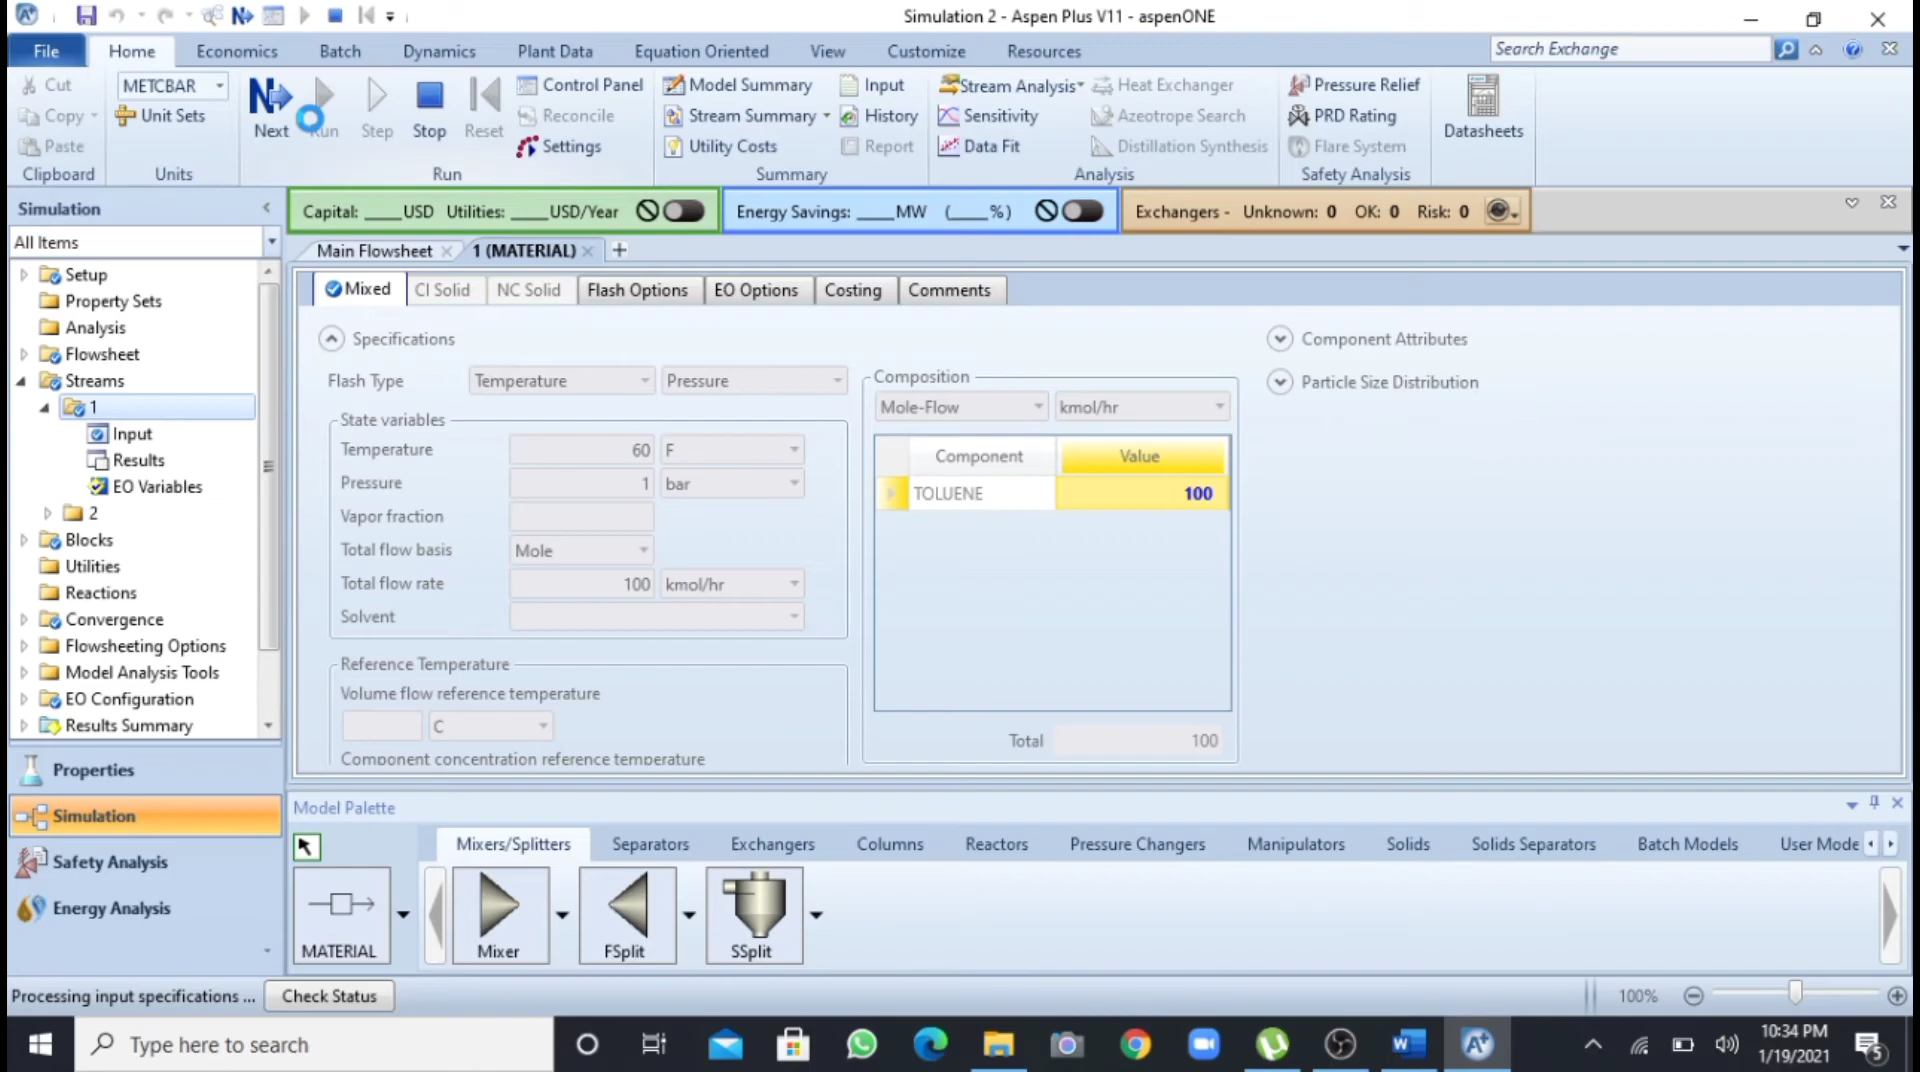 Simulation 2 - Aspen Plus V11 - aspenONE
File Home Economics Batch Dynamics Plant Data Equation Oriented View Customize Resources Search Exchange
Cut METCBAR Control Panel Model Summary Input Stream Analysis Heat Exchanger Pressure Relief
Copy Unit Sets Next Run Step Stop Reset Reconcile Stream Summary History Sensitivity Azeotrope Search PRD Rating Datasheets
Paste Settings Utility Costs Report Data Fit Distillation Synthesis Flare System
Clipboard Units Run Summary Analysis Safety Analysis
Simulation
Capital: ____USD Utilities: ____USD/Year Energy Savings: ____MW (____%) Exchangers - Unknown: 0 OK: 0 Risk: 0
All Items
Main Flowsheet 1 (MATERIAL) +
Setup
Property Sets
Analysis
Flowsheet
Streams
1
Input
Results
EO Variables
2
Blocks
Utilities
Reactions
Convergence
Flowsheeting Options
Model Analysis Tools
EO Configuration
Results Summary
Properties
Simulation
Safety Analysis
Energy Analysis
Mixed CI Solid NC Solid Flash Options EO Options Costing Comments
Specifications
Flash Type Temperature Pressure
State variables
Temperature 60 F
Pressure 1 bar
Vapor fraction
Total flow basis Mole
Total flow rate 100 kmol/hr
Solvent
Reference Temperature
Volume flow reference temperature
C
Component concentration reference temperature
Composition
Mole-Flow kmol/hr
Component Value
TOLUENE 100
Total 100
Component Attributes
Particle Size Distribution
Model Palette
Mixers/Splitters Separators Exchangers Columns Reactors Pressure Changers Manipulators Solids Solids Separators Batch Models User Mode
MATERIAL Mixer FSplit SSplit
Processing input specifications ... Check Status 100%
Type here to search
10:34 PM
1/19/2021
5